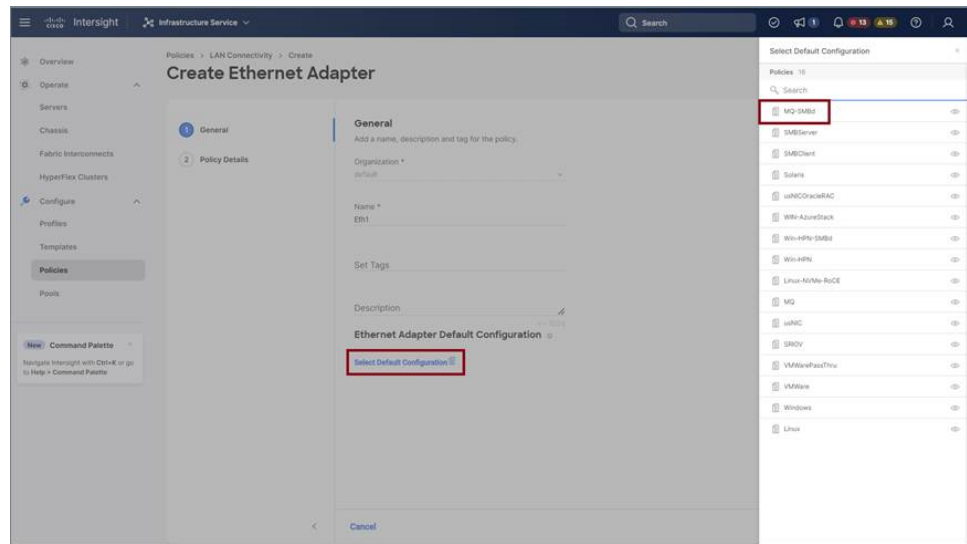 cisco Intersight
Infrastructure Service
Search
1
13
15
Overview
Operate
Servers
Chassis
Fabric Interconnects
HyperFlex Clusters
Configure
Profiles
Templates
Policies
Pools
New Command Palette
Navigate Intersight with Ctrl+K or go
to Help > Command Palette
Policies > LAN Connectivity > Create
Create Ethernet Adapter
1 General
2 Policy Details
General
Add a name, description and tag for the policy.
Organization *
default
Name *
Eth1
Set Tags
Description
<= 1024
Ethernet Adapter Default Configuration
Select Default Configuration
< Cancel
Select Default Configuration ×
Policies 16
Search
MQ-SMBd
SMBServer
SMBClient
Solaris
usNICOracleRAC
WIN-AzureStack
Win-HPN-SMBd
Win-HPN
Linux-NVMe-RoCE
MQ
usNIC
SRIOV
VMWarePassThru
VMWare
Windows
Linux